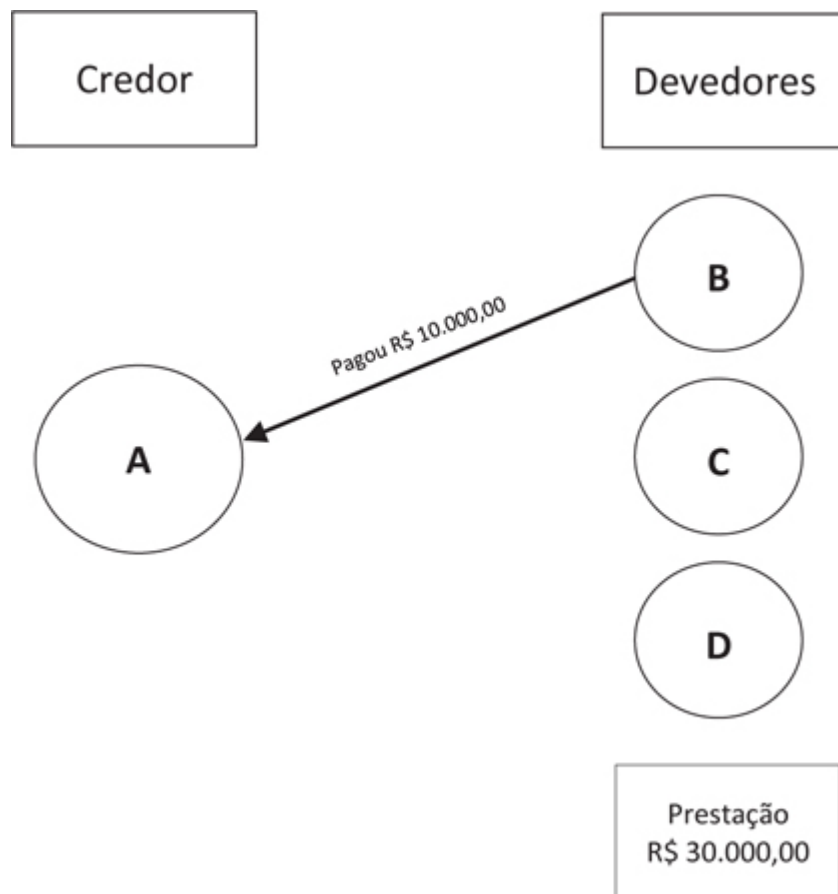 Credor
Devedores
B
Pagou R$ 10.000,00
A
C
D
Prestação
R$ 30.000,00